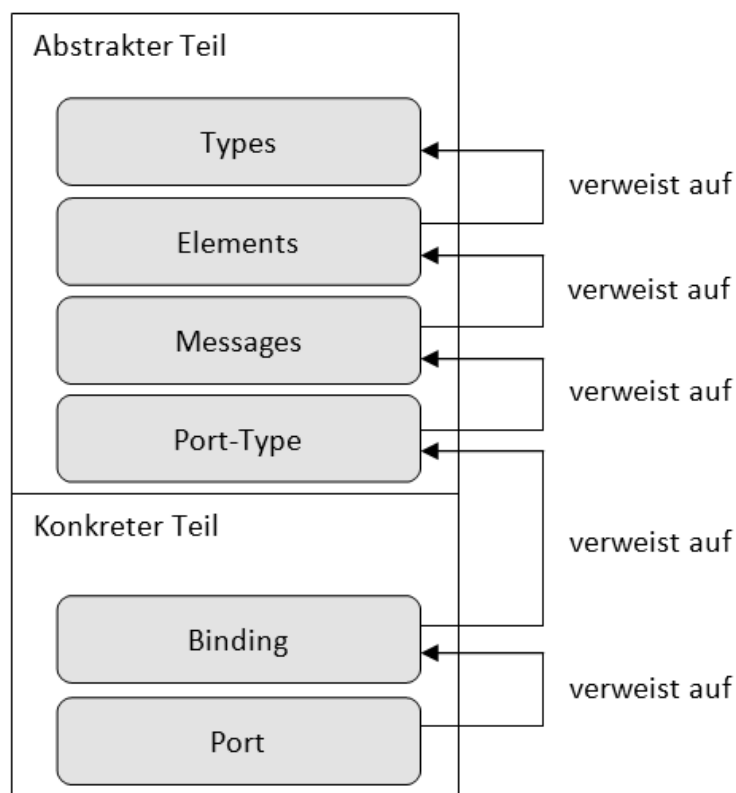 Abstrakter Teil
Types
verweist auf
Elements
verweist auf
Messages
verweist auf
Port-Type
Konkreter Teil
verweist auf
Binding
verweist auf
Port